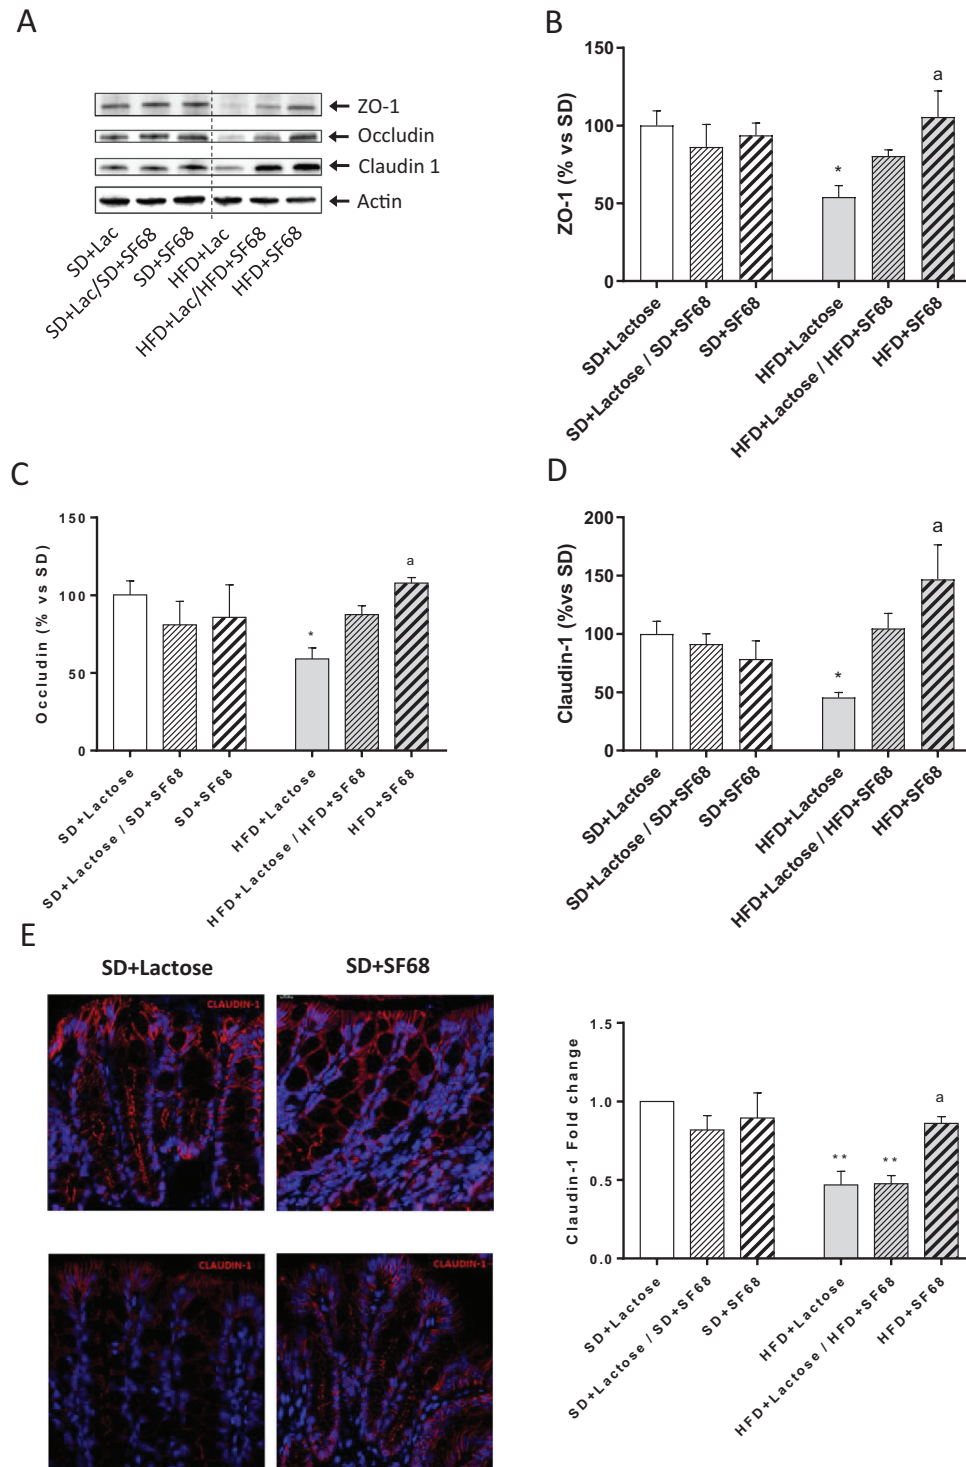 A
ZO-1
Occludin
Claudin 1
Actin
SD+Lac
SD+Lac/SD+SF68
SD+SF68
HFD+Lac
HFD+Lac/HFD+SF68
HFD+SF68
B
ZO-1 (% vs SD)
150
100
50
0
*
a
SD+Lactose
SD+Lactose / SD+SF68
SD+SF68
HFD+Lactose
HFD+Lactose / HFD+SF68
HFD+SF68
C
Occludin (% vs SD)
150
100
50
0
*
a
SD+Lactose
SD+Lactose / SD+SF68
SD+SF68
HFD+Lactose
HFD+Lactose / HFD+SF68
HFD+SF68
D
Claudin-1 (%vs SD)
200
150
100
50
0
*
a
SD+Lactose
SD+Lactose / SD+SF68
SD+SF68
HFD+Lactose
HFD+Lactose / HFD+SF68
HFD+SF68
E
SD+Lactose
SD+SF68
CLAUDIN-1
CLAUDIN-1
CLAUDIN-1
Claudin-1 Fold change
1.5
1.0
0.5
0.0
**
**
a
SD+Lactose
SD+Lactose / SD+SF68
SD+SF68
HFD+Lactose
HFD+Lactose / HFD+SF68
HFD+SF68